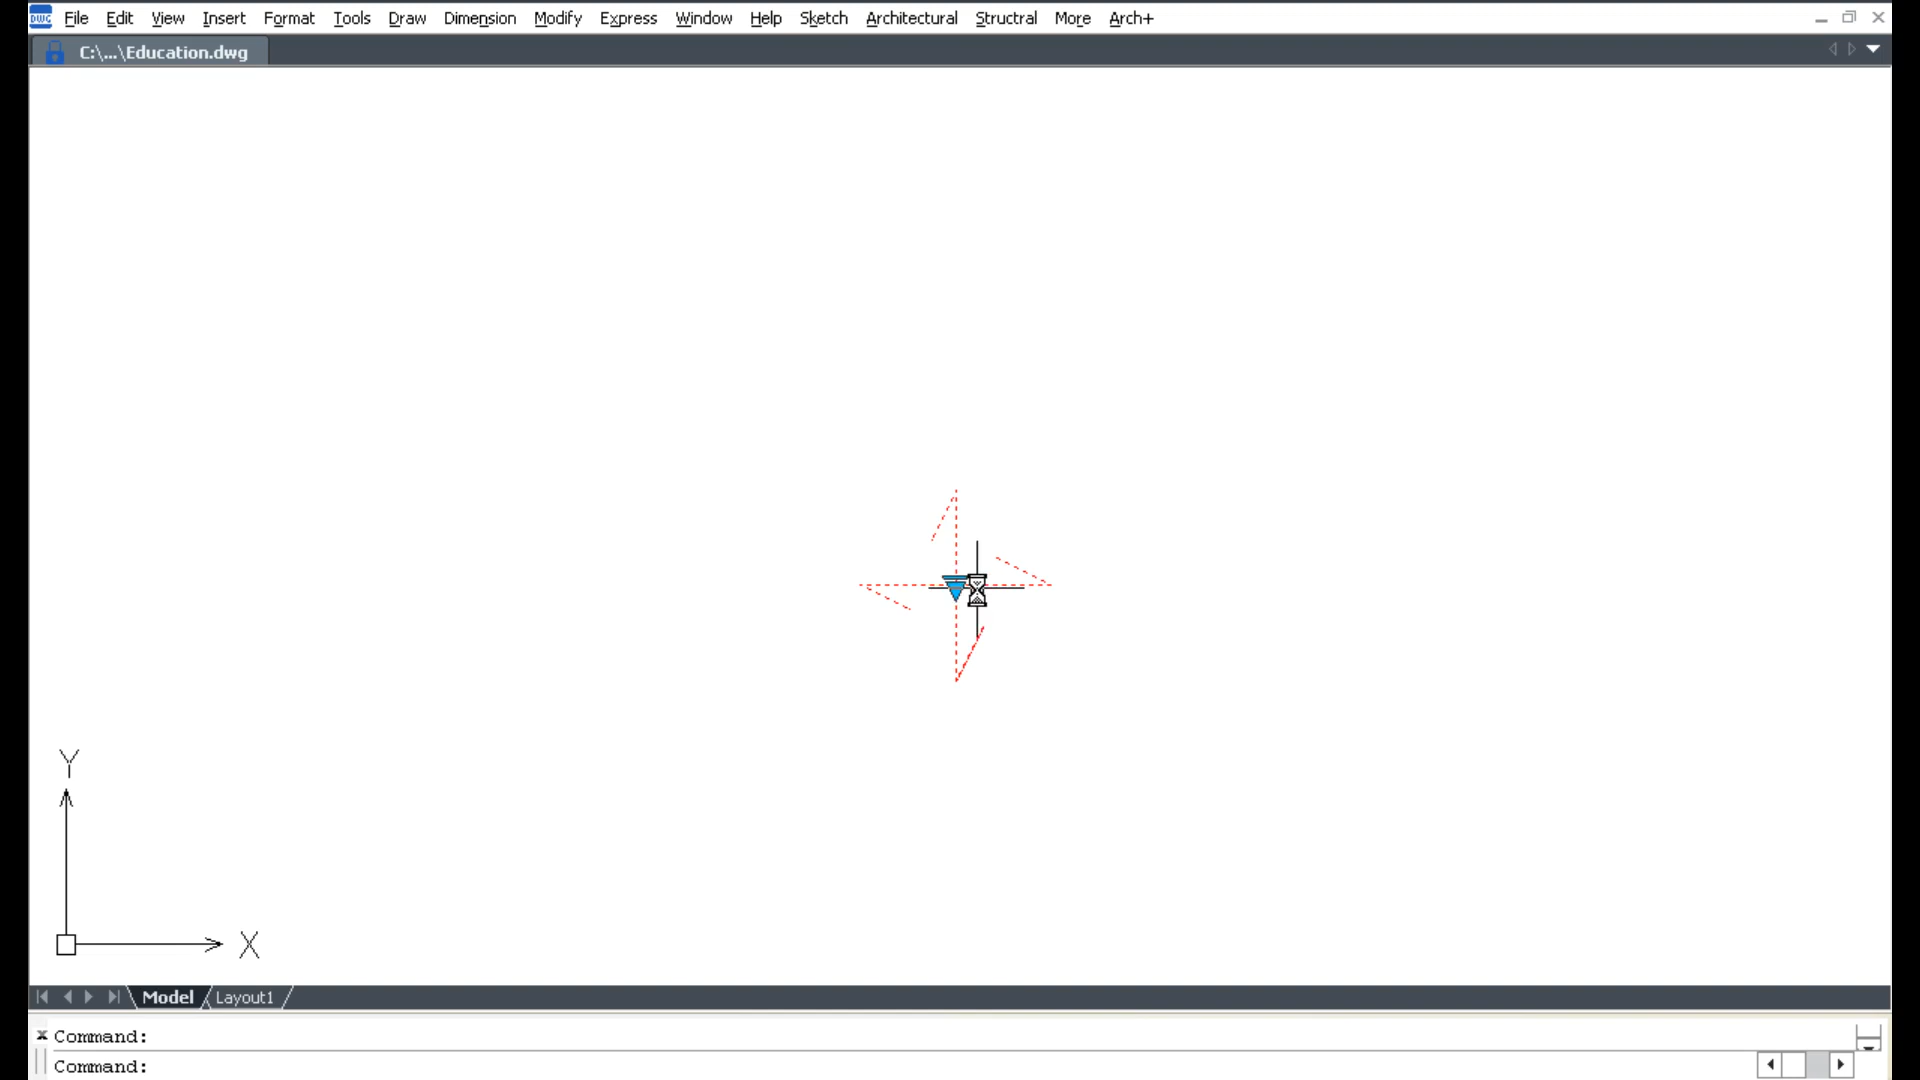 DWG File Edit View Insert Format Tools Draw Dimension Modify Express Window Help Sketch Architectural Structral More Arch+
C:\...\Education.dwg
Y
X
Model Layout1
Command:
Command: